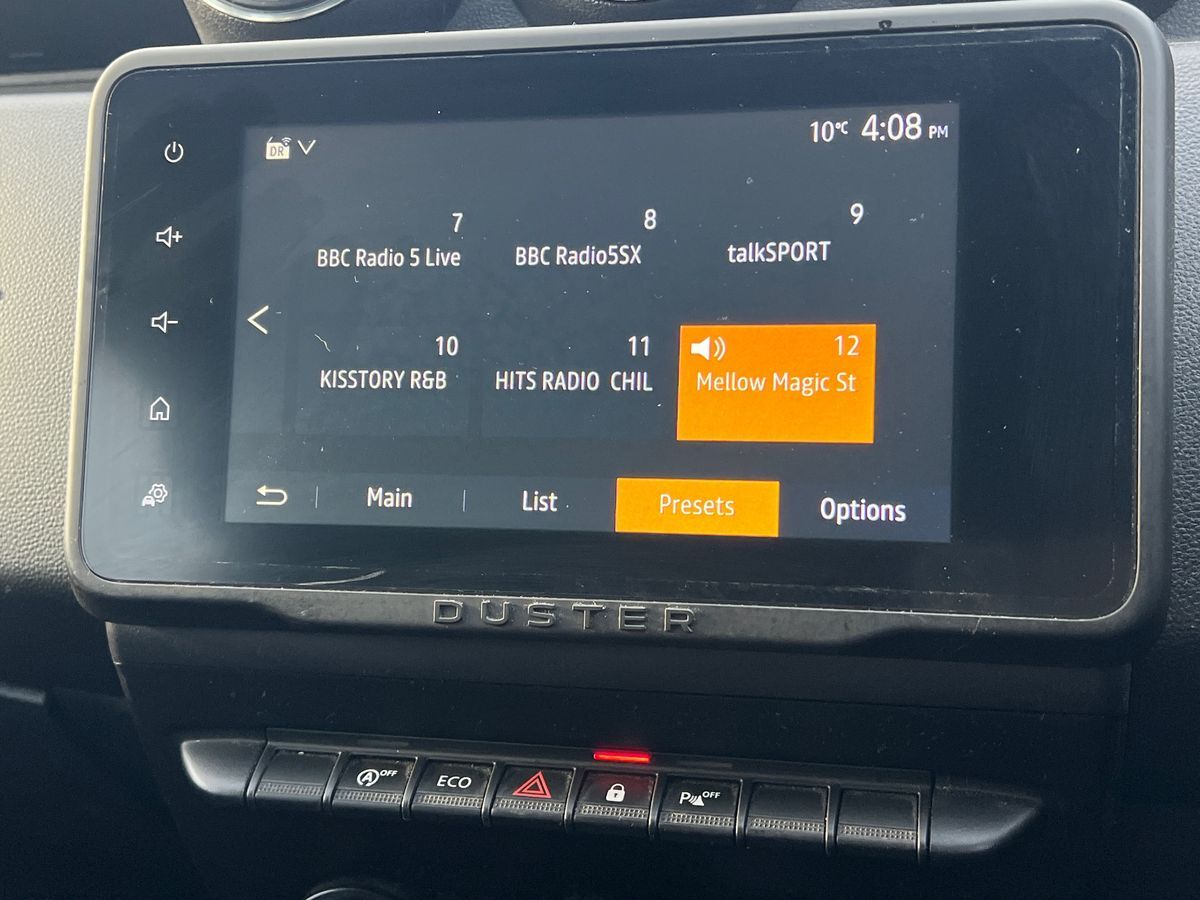 DR
10°C 4:08 PM
7
8
9
BBC Radio 5 Live
BBC Radio5SX
talkSPORT
10
11
12
KISSTORY R&B
HITS RADIO CHIL
Mellow Magic St
Main
List
Presets
Options
DUSTER
A OFF
ECO
P OFF